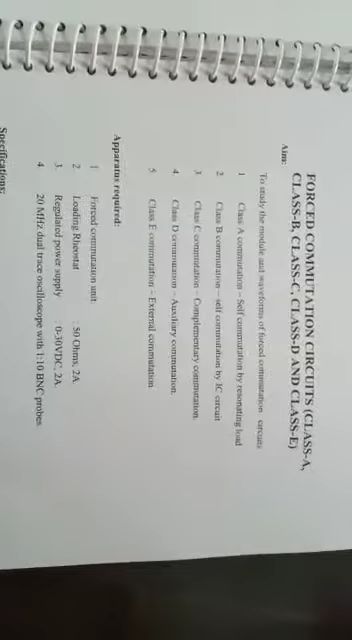 FORCED COMMUTATION CIRCUITS (CLASS-A,
CLASS-B, CLASS-C, CLASS-D AND CLASS-E)
Aim:
To study the module and waveforms of forced commutation circuits
1 Class A commutation – Self commutation by resonating load
2 Class B commutation – self commutation by lC circuit
3 Class C commutation – Complementary commutation.
4. Class D commutation – Auxiliary commutation.
5 Class E commutation – External commutation
Apparatus required:
1 Forced commutation unit
2 Loading Rheostat : 50 Ohms, 2A
3. Regulated power supply : 0-30VDC, 2A.
4. 20 MHz dual trace oscilloscope with 1:10 BNC probes.
Specifications: